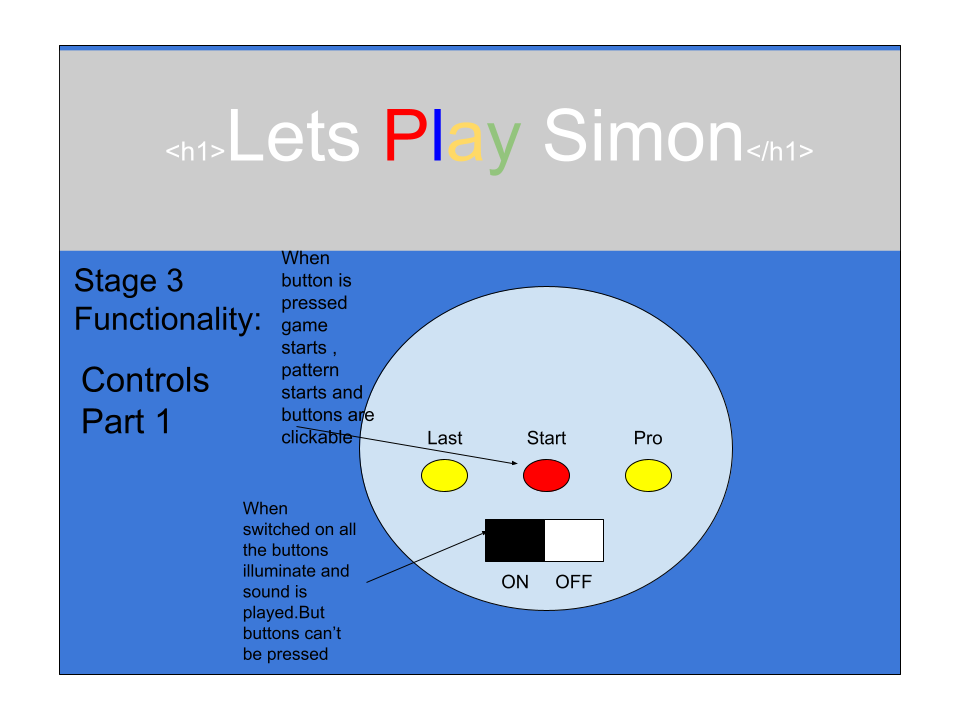 <h1>Lets Play Simon</h1>
Stage 3
Functionality:
Controls
Part 1
When
button is
pressed
game
starts ,
pattern
starts and
buttons are
clickable
Last Start Pro
When
switched on all
the buttons
illuminate and
sound is
played.But
buttons can’t
be pressed
ON OFF